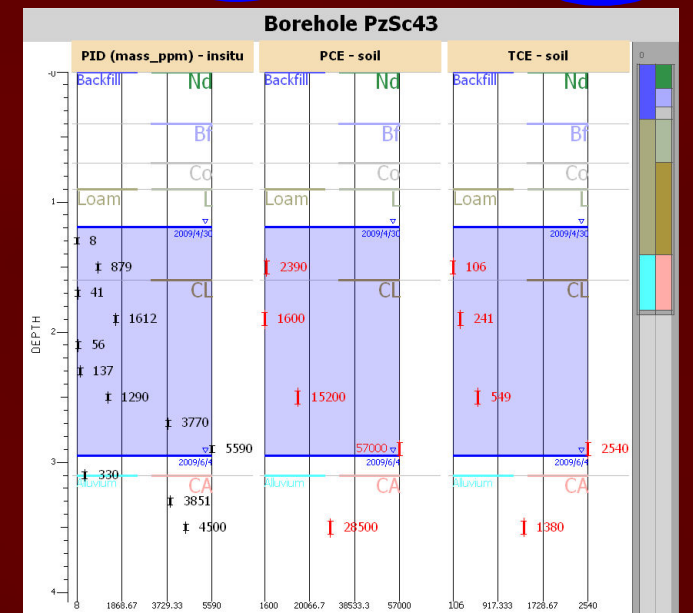 Borehole PzSc43
PID (mass_ppm) - insitu
PCE - soil
TCE - soil
0
-0
Backfill
Nd
Backfill
Nd
Backfill
Nd
Bf
Bf
Bf
Co
Co
Co
1
Loam
L
Loam
L
Loam
L
2009/4/30
2009/4/30
2009/4/30
8
879
2390
106
41
CL
CL
CL
1612
1600
241
2
56
137
1290
15200
549
3770
5590
57000
2540
3
2009/6/4
2009/6/4
2009/6/4
330
Alluvium
CA
Alluvium
CA
Alluvium
CA
3851
4500
28500
1380
4
DEPTH
8
1868.67
3729.33
5590
1600
20066.7
38533.3
57000
106
917.333
1728.67
2540